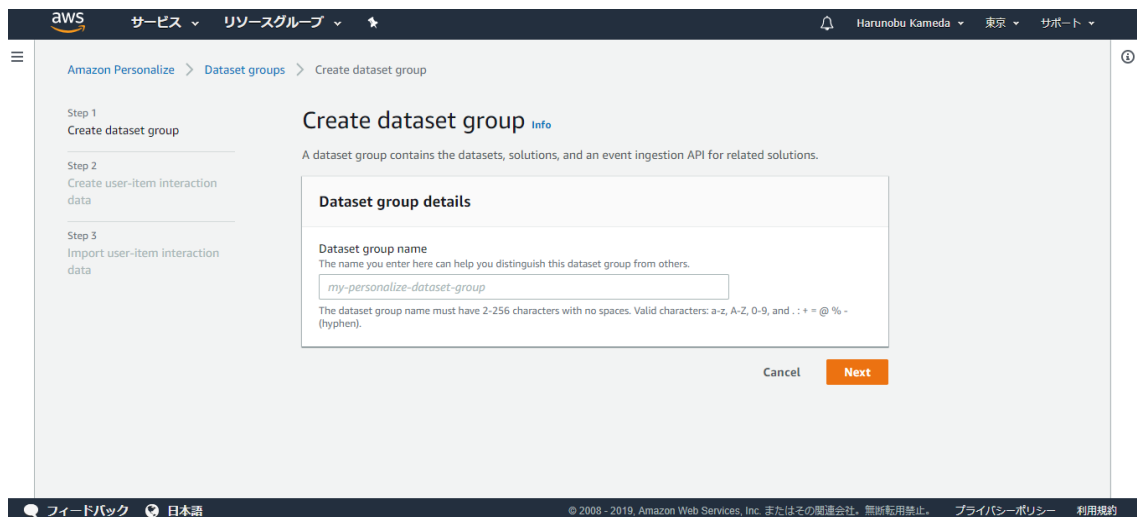 aws サービス リソースグループ Harunobu Kameda 東京 サポート
Amazon Personalize > Dataset groups > Create dataset group
Step 1
Create dataset group
Step 2
Create user-item interaction
data
Step 3
Import user-item interaction
data
Create dataset group Info
A dataset group contains the datasets, solutions, and an event ingestion API for related solutions.
Dataset group details
Dataset group name
The name you enter here can help you distinguish this dataset group from others.
my-personalize-dataset-group
The dataset group name must have 2-256 characters with no spaces. Valid characters: a-z, A-Z, 0-9, and . : + = @ % -
(hyphen).
Cancel Next
フィードバック 日本語 © 2008 - 2019, Amazon Web Services, Inc. またはその関連会社。無断転用禁止。 プライバシーポリシー 利用規約